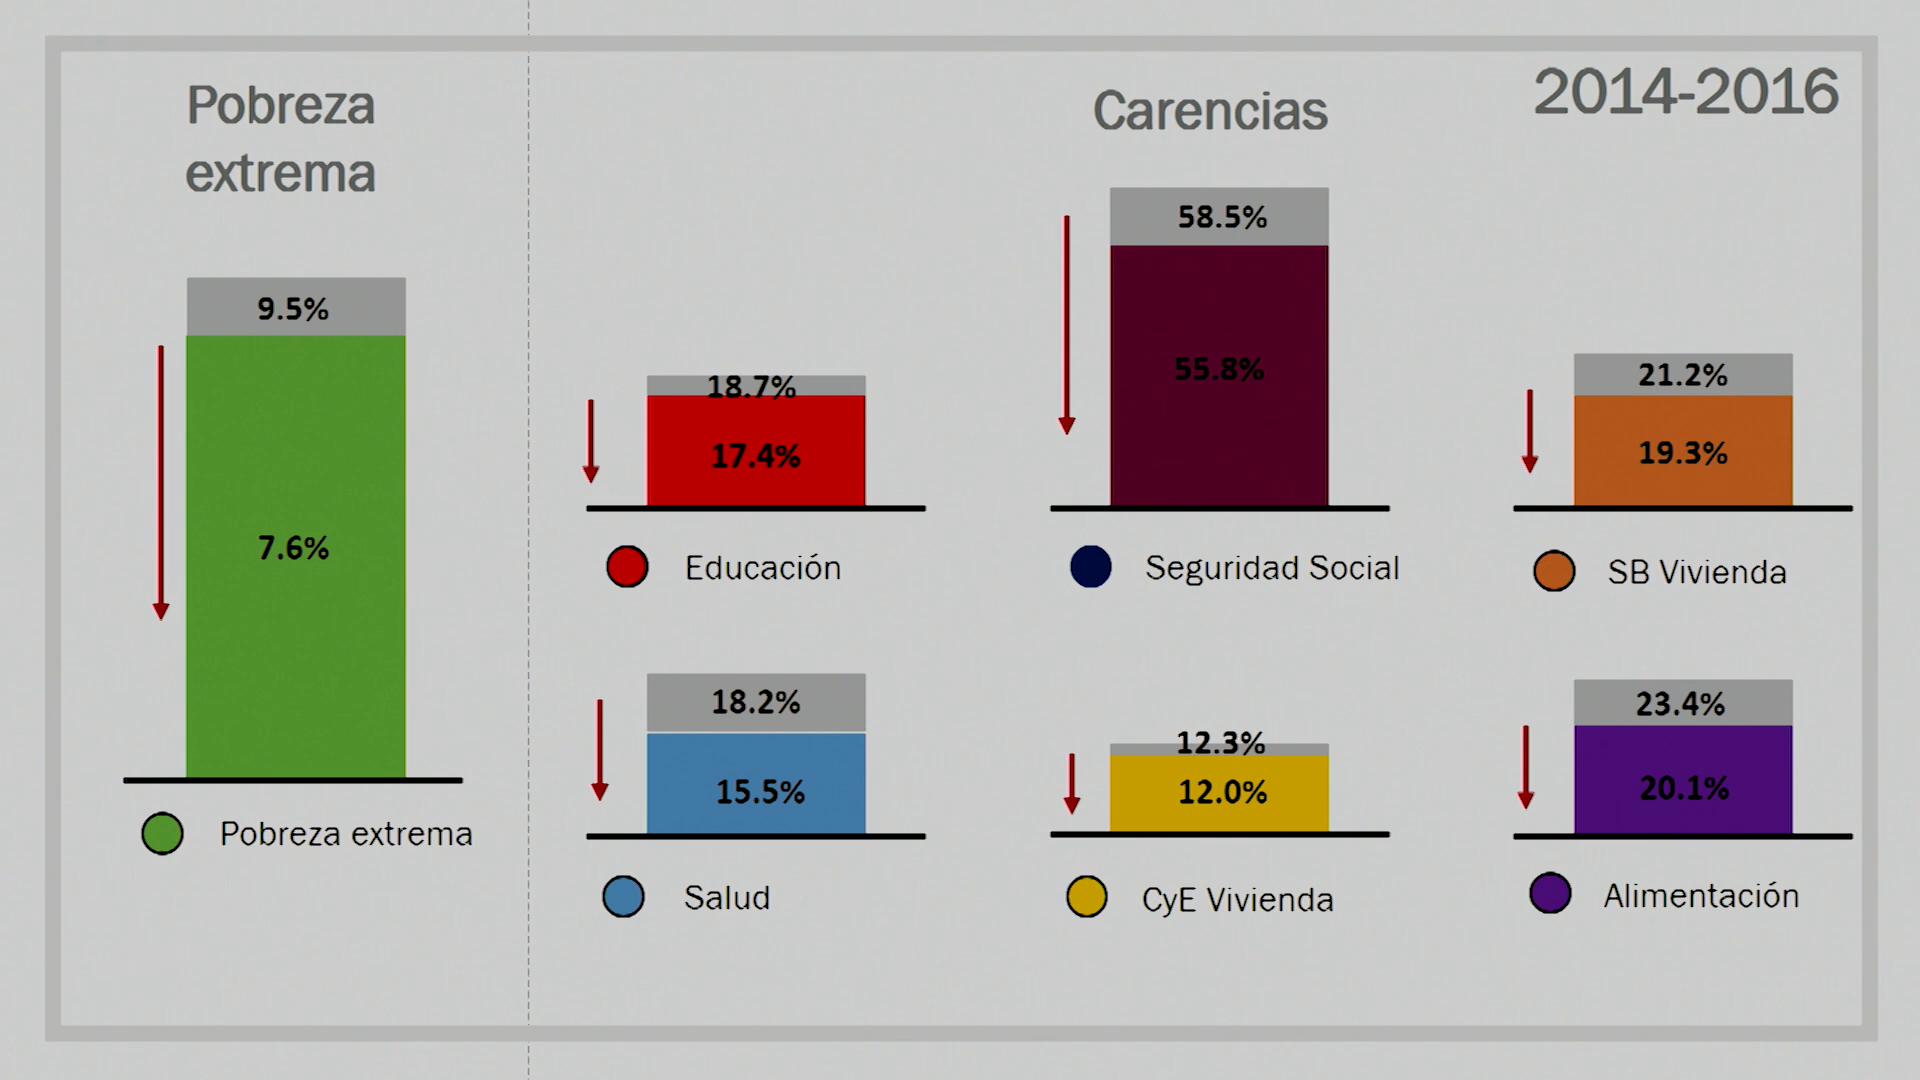 Pobreza
extrema
9.5%
7.6%
Pobreza extrema
Carencias
2014-2016
18.7%
17.4%
Educación
58.5%
55.8%
Seguridad Social
21.2%
19.3%
SB Vivienda
18.2%
15.5%
Salud
12.3%
12.0%
CyE Vivienda
23.4%
20.1%
Alimentación